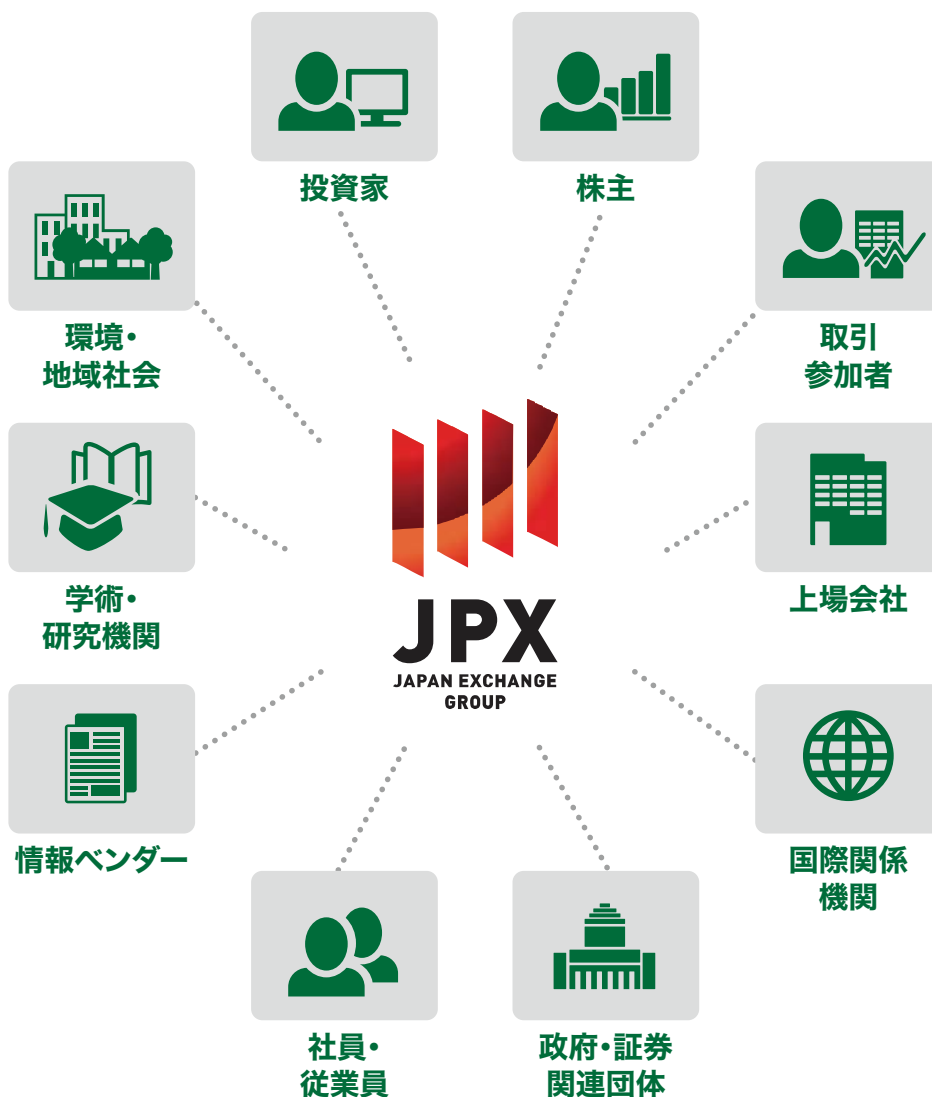 投資家
株主
環境・
地域社会
取引
参加者
学術・
研究機関
上場会社
JPX
JAPAN EXCHANGE
GROUP
情報ベンダー
国際関係
機関
社員・
従業員
政府・証券
関連団体